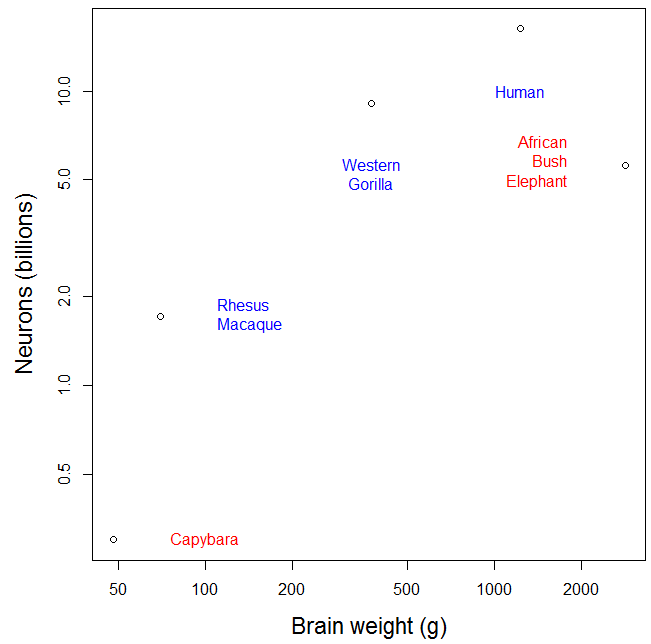 Neurons (billions)
10.0
5.0
2.0
1.0
0.5
Human
African
Bush
Elephant
Western
Gorilla
Rhesus
Macaque
Capybara
50 100 200 500 1000 2000
Brain weight (g)